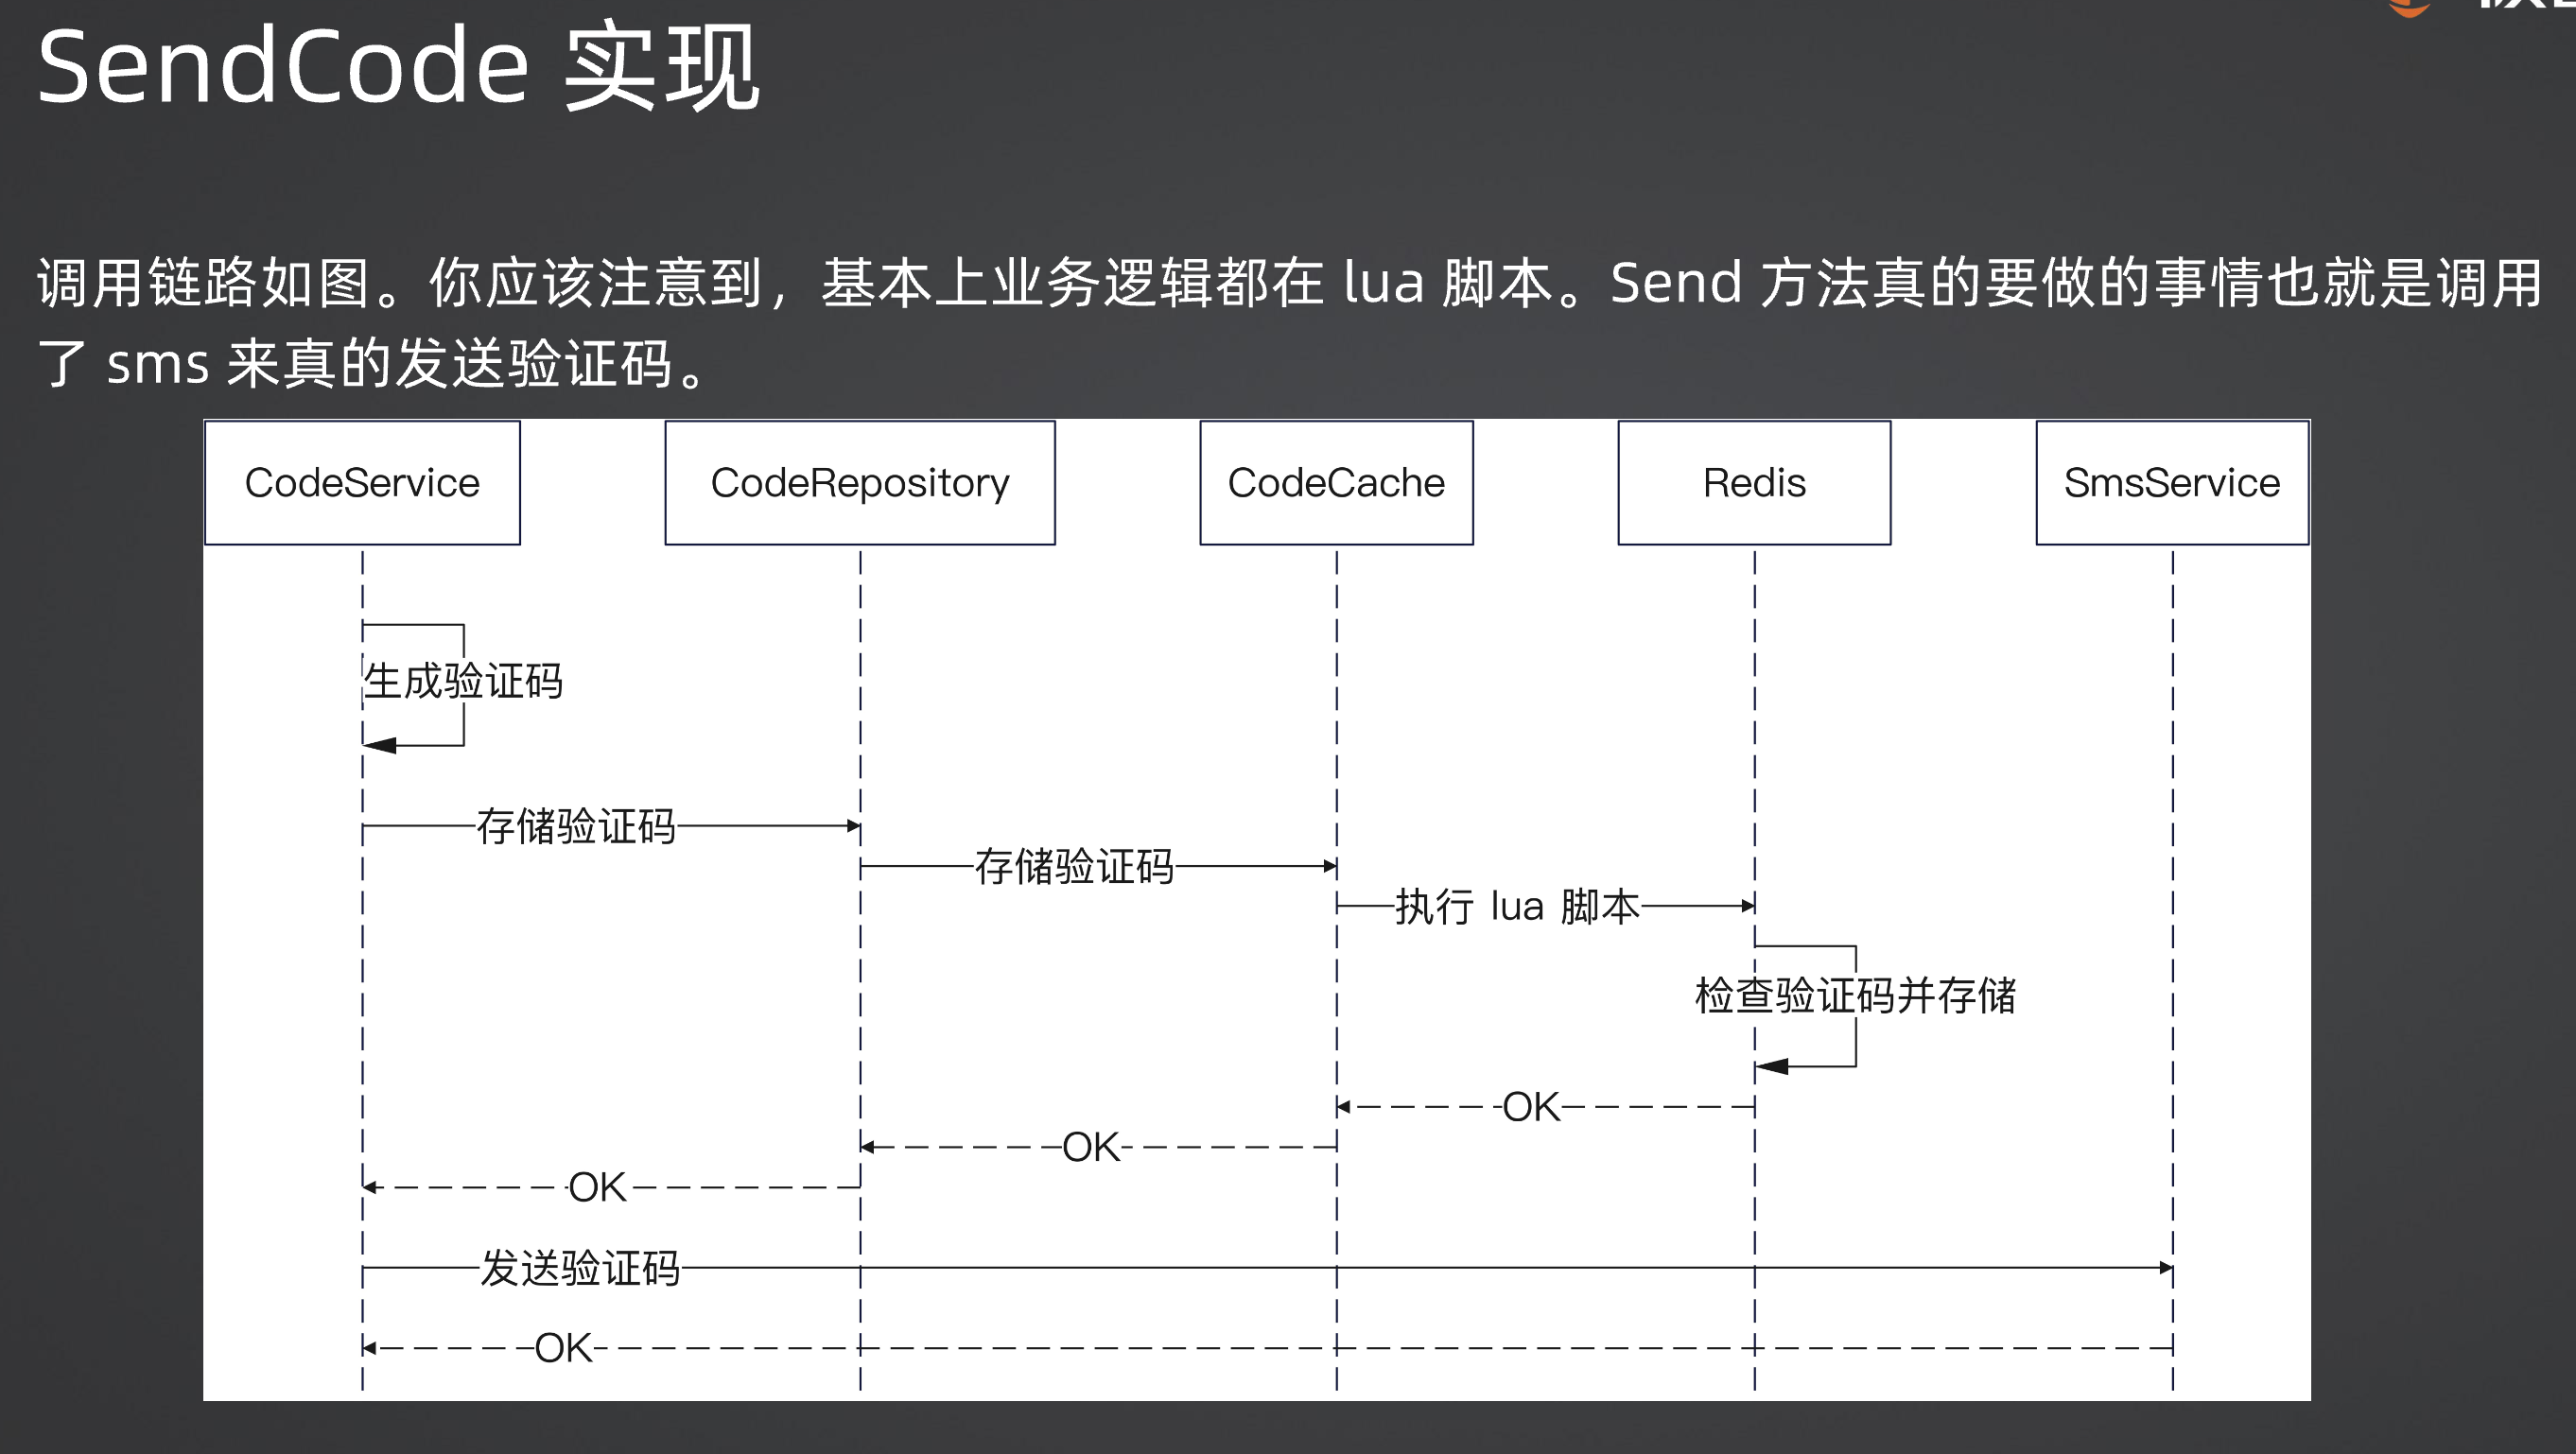 SendCode 实现
调用链路如图。你应该注意到，基本上业务逻辑都在 lua 脚本。Send 方法真的要做的事情也就是调用
了 sms 来真的发送验证码。
CodeService
CodeRepository
CodeCache
Redis
SmsService
生成验证码
存储验证码
存储验证码
执行 lua 脚本
检查验证码并存储
OK
OK
OK
发送验证码
OK